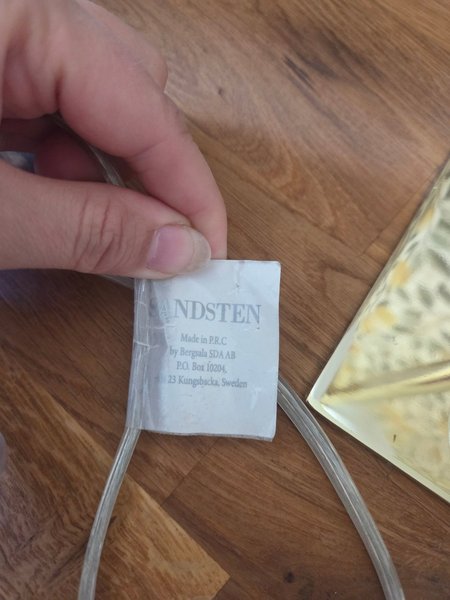 SANDSTEN
Made in P.R.C
by Bergsala SDA AB
P.O. Box 10204,
23 Kungsbacka, Sweden